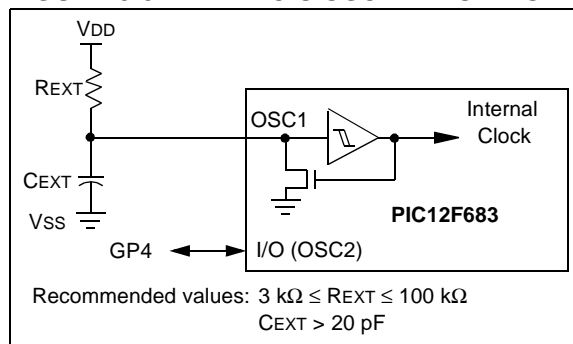 VDD
REXT
OSC1
Internal
Clock
CEXT
PIC12F683
VSS
GP4
I/O (OSC2)
Recommended values: 3 kΩ ≤ REXT ≤ 100 kΩ
CEXT > 20 pF